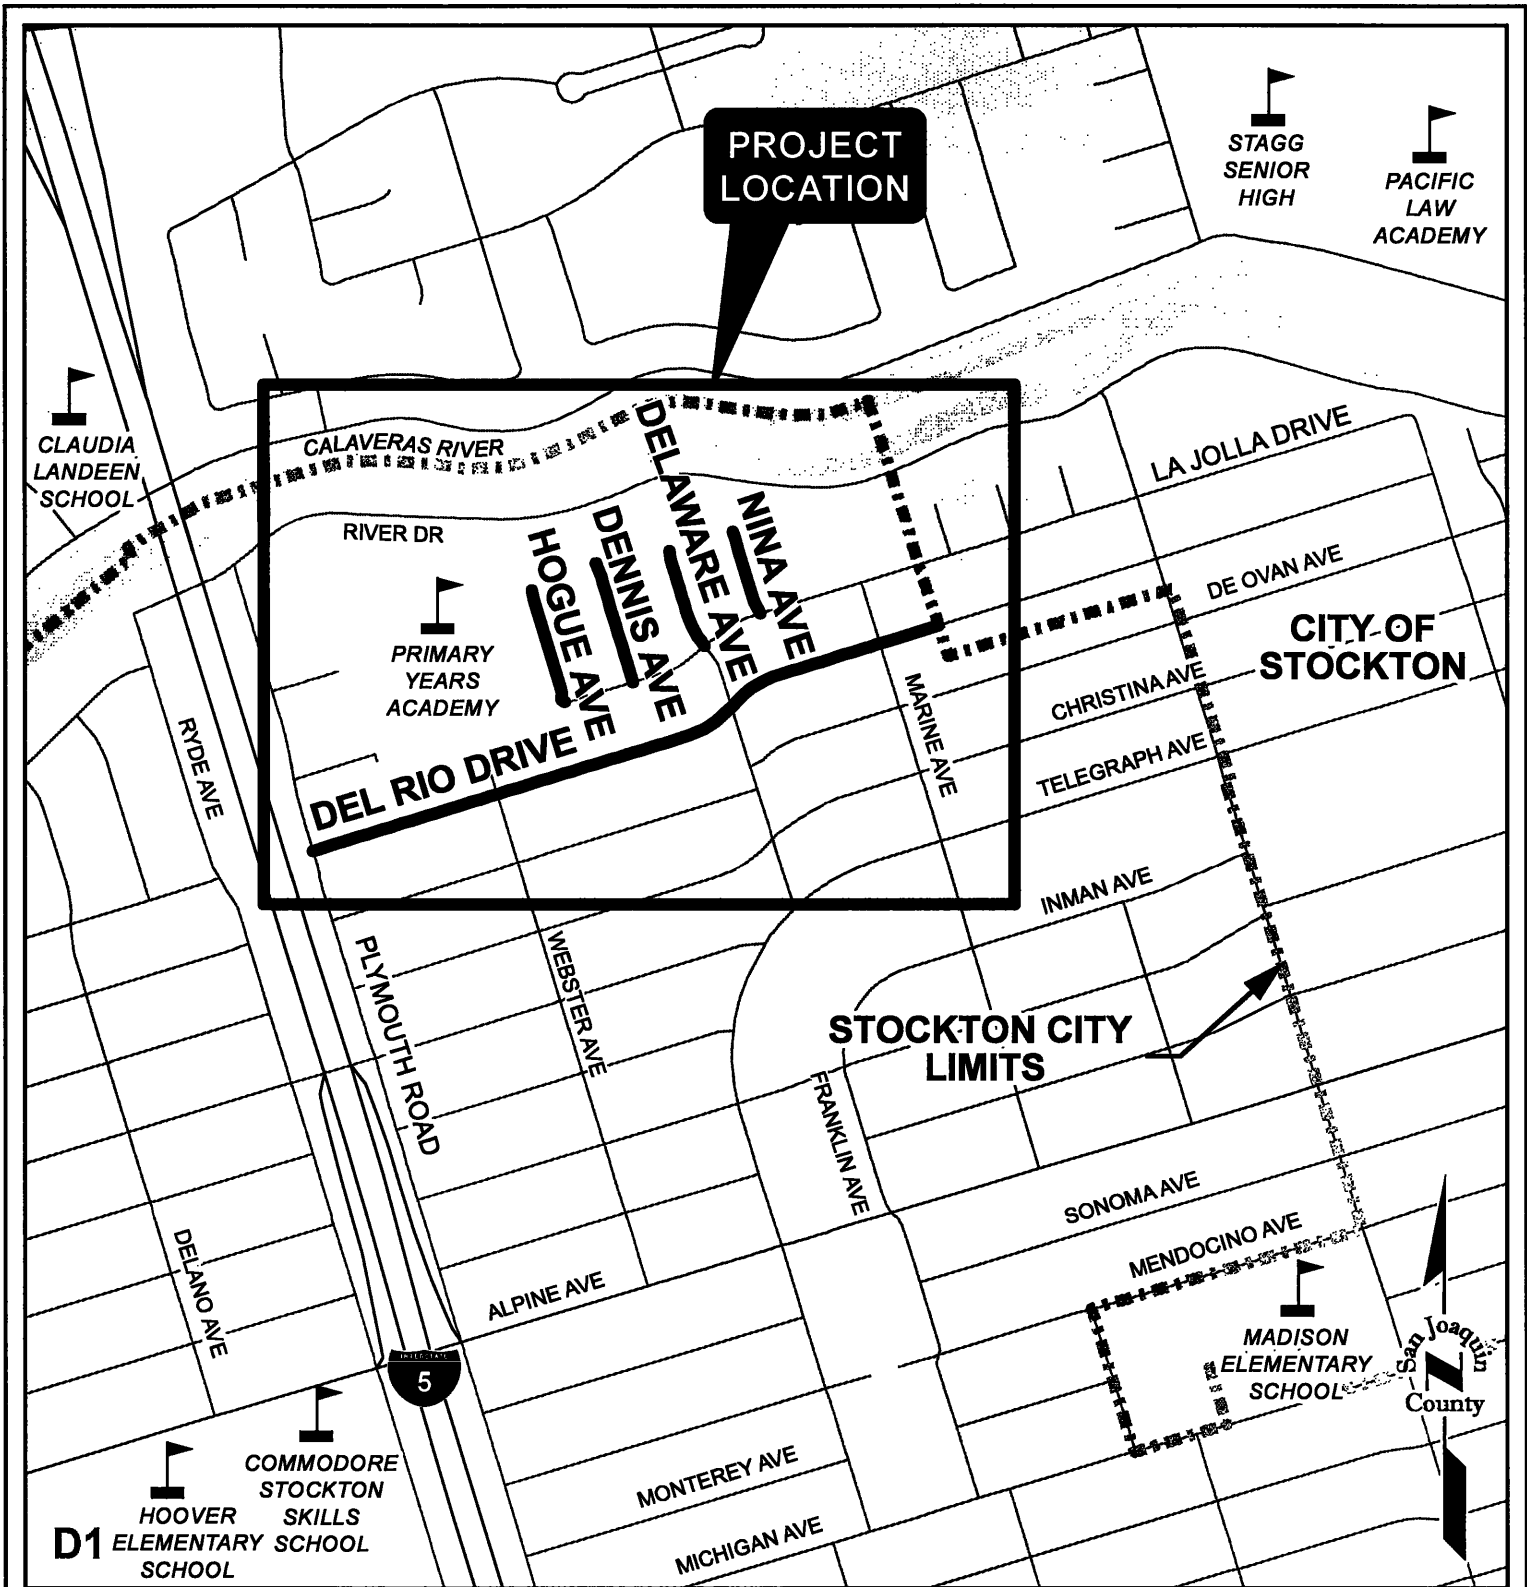 PROJECT
LOCATION
STAGG
SENIOR
HIGH
PACIFIC
LAW
ACADEMY
CLAUDIA
LANDEEN
SCHOOL
CALAVERAS RIVER
RIVER DR
DELAWARE AVE
NINA AVE
DENNIS AVE
HOGUE AVE
LA JOLLA DRIVE
DE OVAN AVE
CITY OF
STOCKTON
PRIMARY
YEARS
ACADEMY
DEL RIO DRIVE
RYDE AVE
MARINE AVE
CHRISTINA AVE
TELEGRAPH AVE
INMAN AVE
PLYMOUTH ROAD
WEBSTER AVE
STOCKTON CITY
LIMITS
FRANKLIN AVE
SONOMA AVE
MENDOCINO AVE
DELANO AVE
ALPINE AVE
5
MADISON
ELEMENTARY
SCHOOL
San Joaquin
N
County
COMMODORE
STOCKTON
SKILLS
SCHOOL
HOOVER
ELEMENTARY
SCHOOL
D1
MONTEREY AVE
MICHIGAN AVE